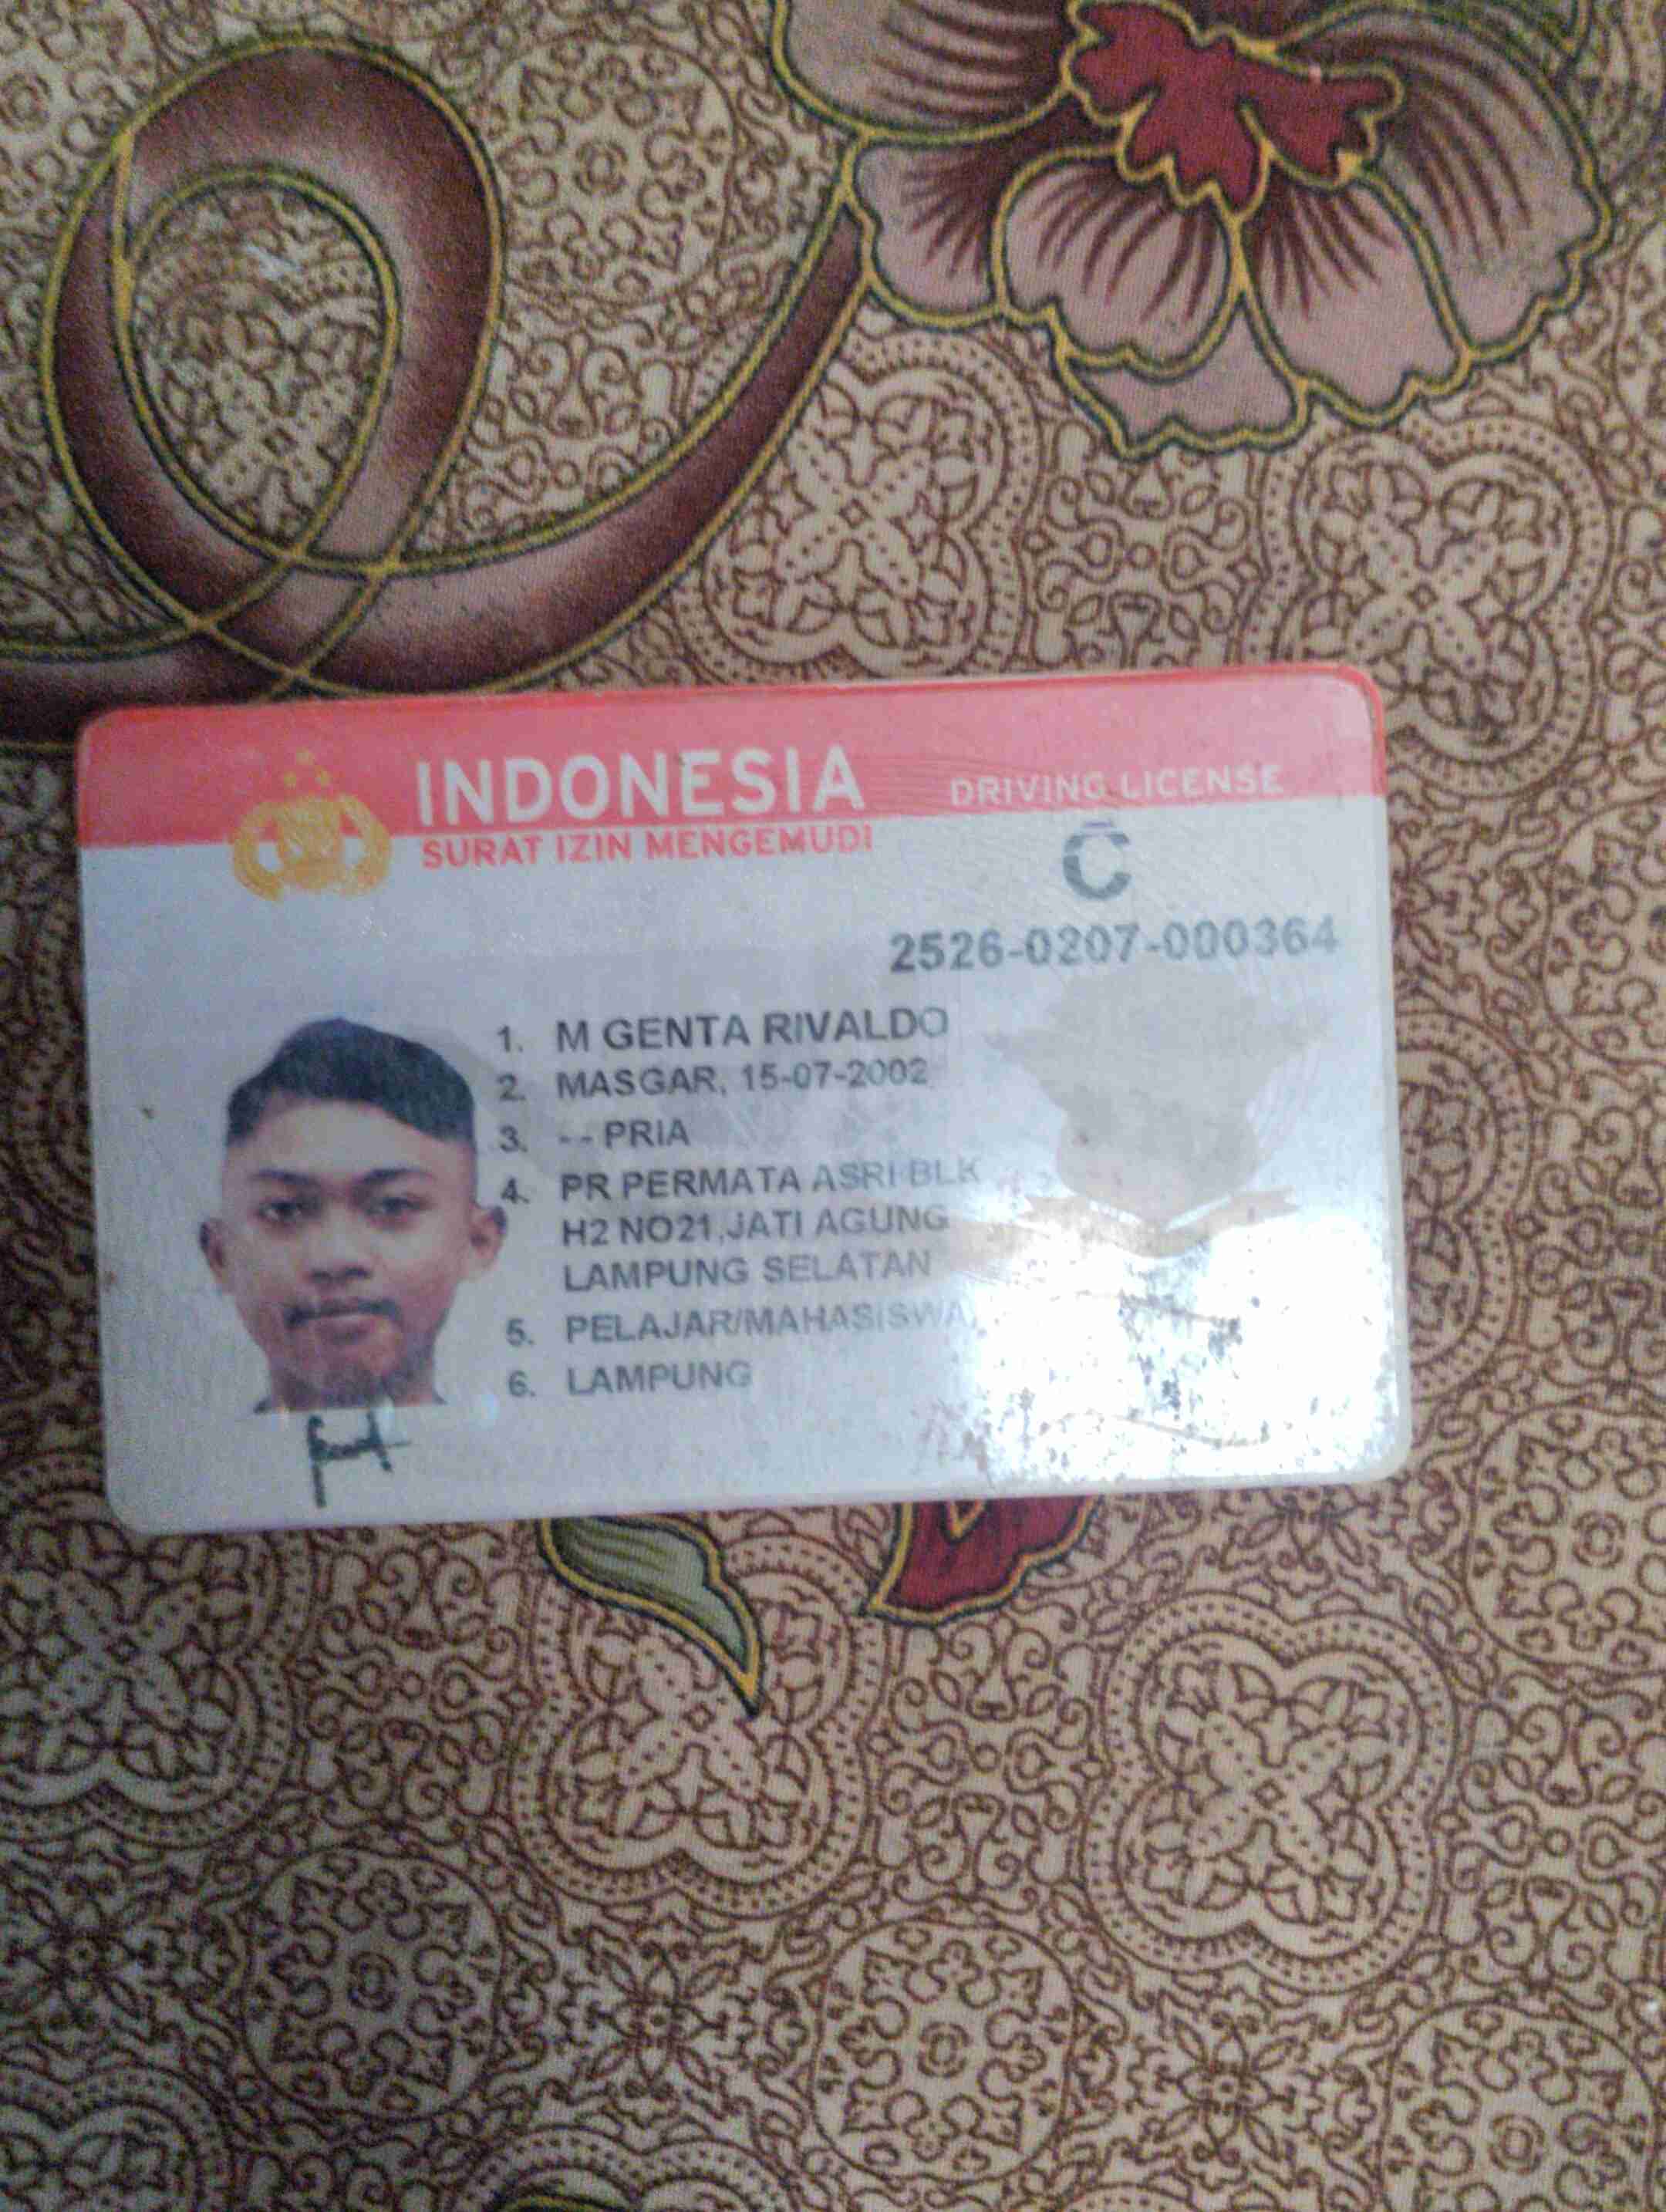 INDONESIA
DRIVING LICENSE
SURAT IZIN MENGEMUDI
C
2526-0207-000364
1. M GENTA RIVALDO
2. MASGAR, 15-07-2002
3. - - PRIA
4. PR PERMATA ASRI BLK
H2 NO21,JATI AGUNG
LAMPUNG SELATAN
5. PELAJAR/MAHASISWA
6. LAMPUNG